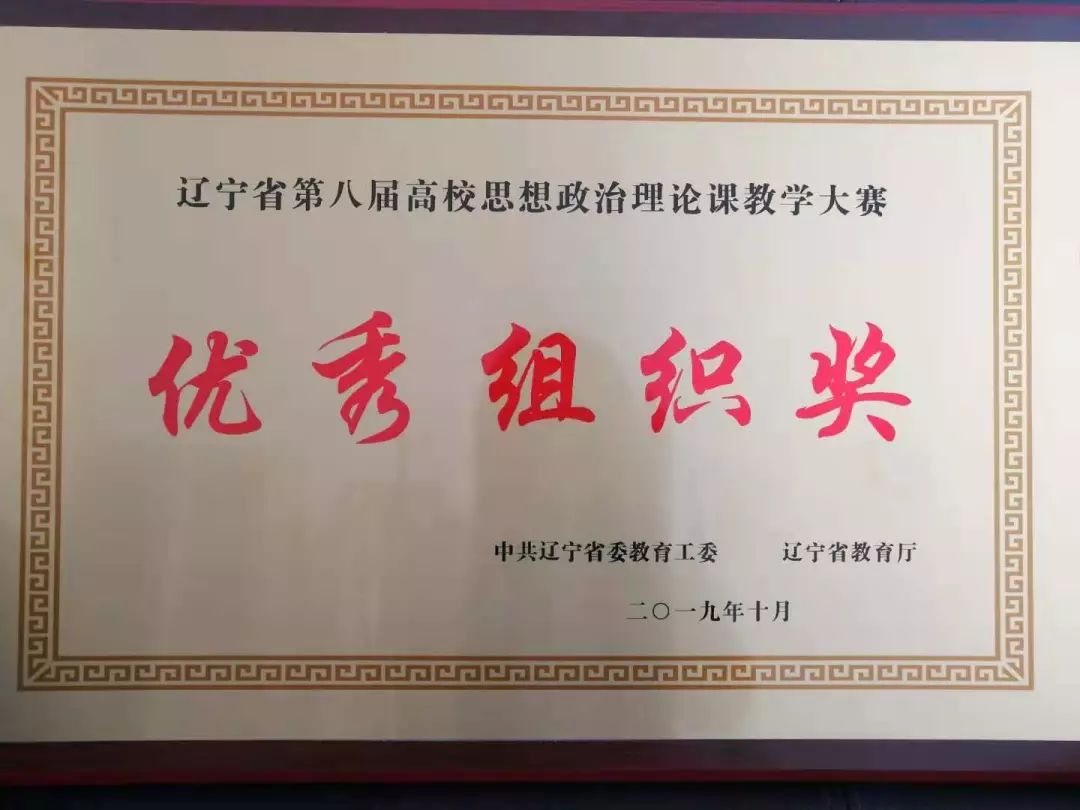 辽宁省第八届高校思想政治理论课教学大赛
优秀组织奖
中共辽宁省委教育工委 辽宁省教育厅
二〇一九年十月